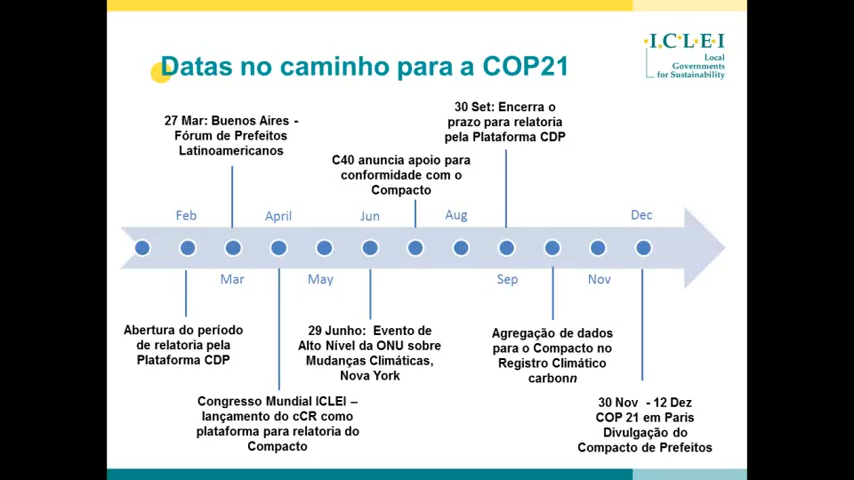 Datas no caminho para a COP21
I.C.L.E.I
Local
Governments
for Sustainability
27 Mar: Buenos Aires -
Fórum de Prefeitos
Latinoamericanos
C40 anuncia apoio para
conformidade com o
Compacto
30 Set: Encerra o
prazo para relatoria
pela Plataforma CDP
Feb
April
Jun
Aug
Dec
Mar
May
Sep
Nov
Abertura do período
de relatoria pela
Plataforma CDP
Congresso Mundial ICLEI –
lançamento do cCR como
plataforma para relatoria do
Compacto
29 Junho: Evento de
Alto Nível da ONU sobre
Mudanças Climáticas,
Nova York
Agregação de dados
para o Compacto no
Registro Climático
carbonn
30 Nov - 12 Dez
COP 21 em Paris
Divulgação do
Compacto de Prefeitos